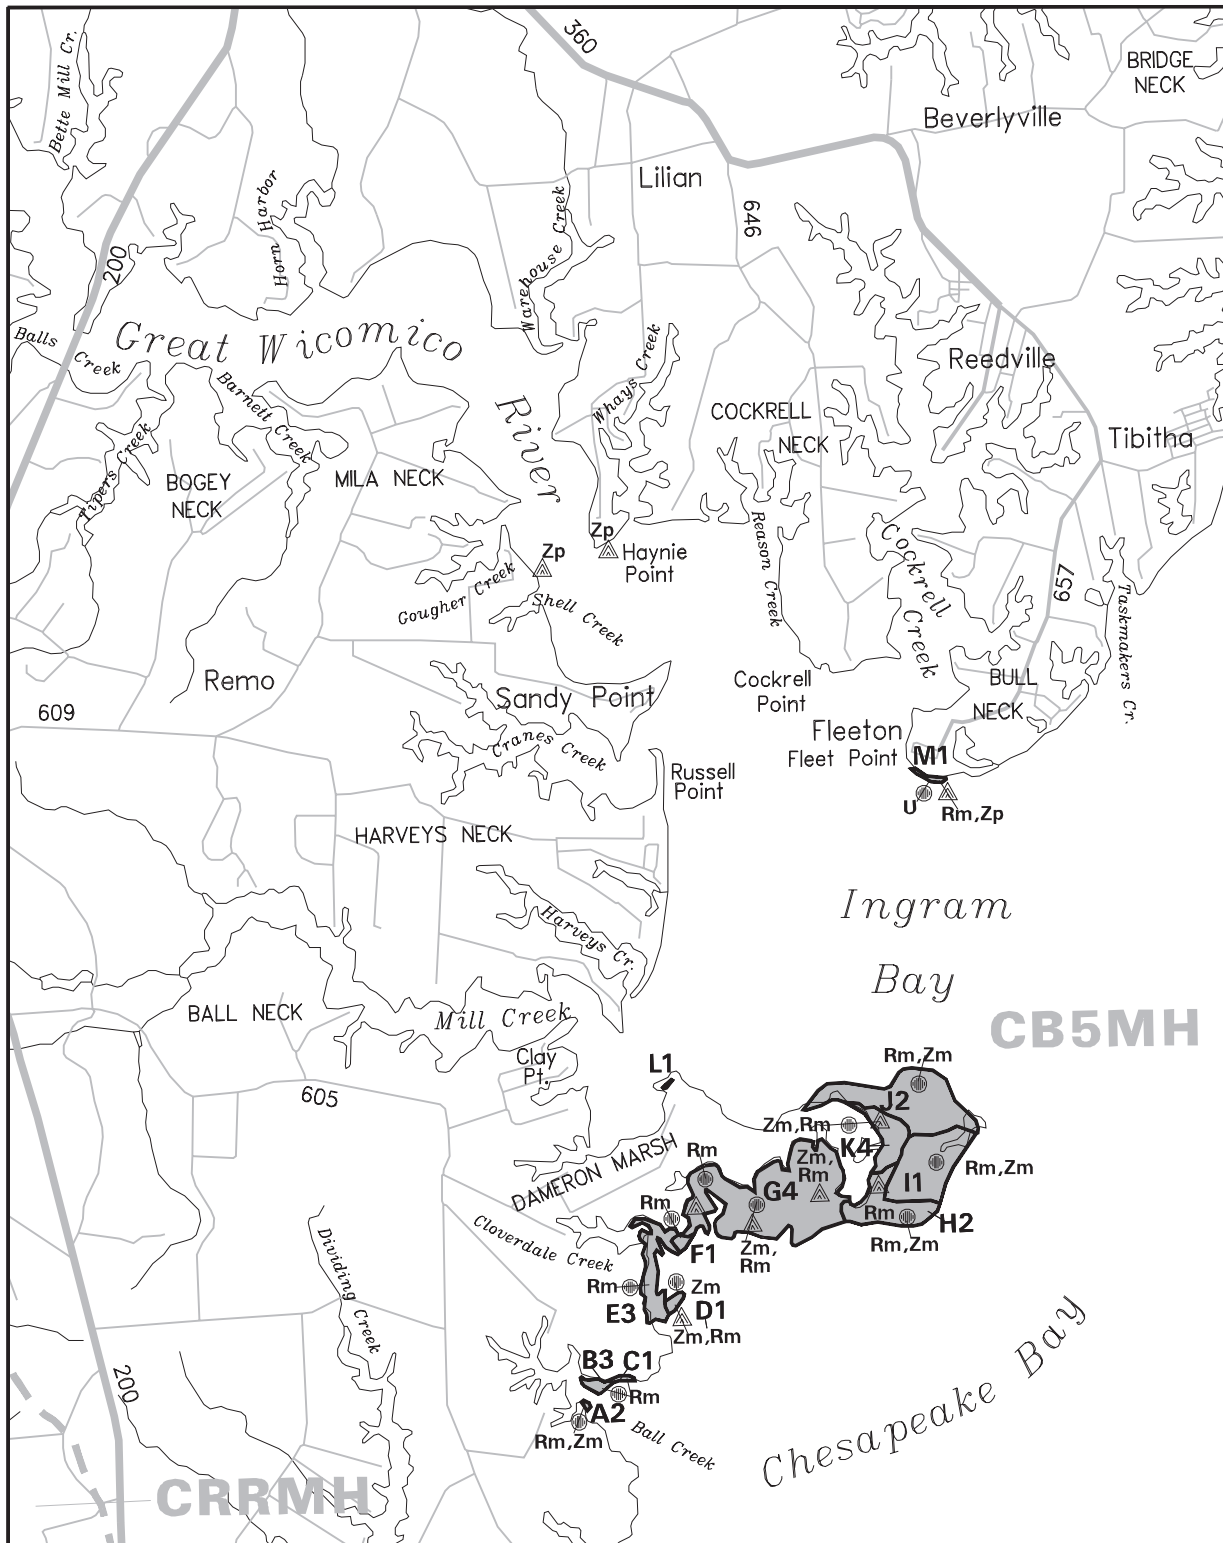 360
Bette Mill Cr.
BRIDGE
NECK
Beverlyville
Lilian
646
Horn Harbor
200
Warehouse Creek
Great Wicomico
River
Balls
Creek
Barnett Creek
Tipers Creek
Whays Creek
Reedville
COCKRELL
NECK
Tibitha
BOGEY
NECK
MILA NECK
Zp
Zp
Haynie
Point
Reason Creek
Cockrell
Creek
657
Taskmakers Cr.
Gougher Creek
Shell Creek
Remo
Sandy Point
Cockrell
Point
BULL
NECK
609
Fleeton
Fleet Point
M1
Cranes Creek
Russell
Point
U
Rm,Zp
HARVEYS NECK
Harveys Cr.
Ingram
Bay
BALL NECK
Mill Creek
CB5MH
Clay
Pt.
L1
Rm,Zm
605
J2
Zm,Rm
K4
DAMERON MARSH
Rm
Zm,
Rm
I1
Rm,Zm
G4
Rm
Rm
H2
Rm,Zm
Cloverdale Creek
F1
Zm,
Rm
Dividing Creek
Rm
Zm
E3
D1
Zm,Rm
B3
C1
Rm
A2
Rm,Zm
Ball Creek
200
Chesapeake Bay
CRRMH